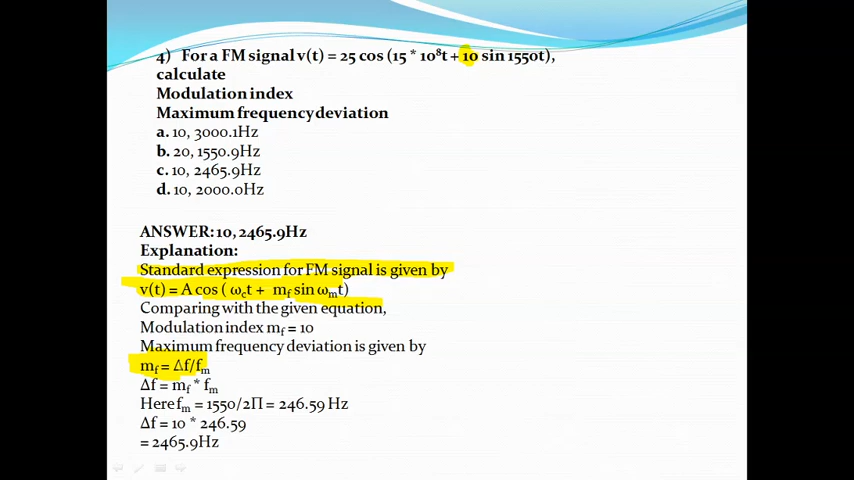 4) For a FM signal v(t) = 25 cos (15 * 10⁸t + 10 sin 1550t),
calculate
Modulation index
Maximum frequency deviation
a. 10, 3000.1Hz
b. 20, 1550.9Hz
c. 10, 2465.9Hz
d. 10, 2000.0Hz
ANSWER: 10, 2465.9Hz
Explanation:
Standard expression for FM signal is given by
v(t) = A cos ( ωct + mf sin ωmt)
Comparing with the given equation,
Modulation index mf = 10
Maximum frequency deviation is given by
mf = Δf/fm
Δf = mf * fm
Here fm = 1550/2Π = 246.59 Hz
Δf = 10 * 246.59
= 2465.9Hz